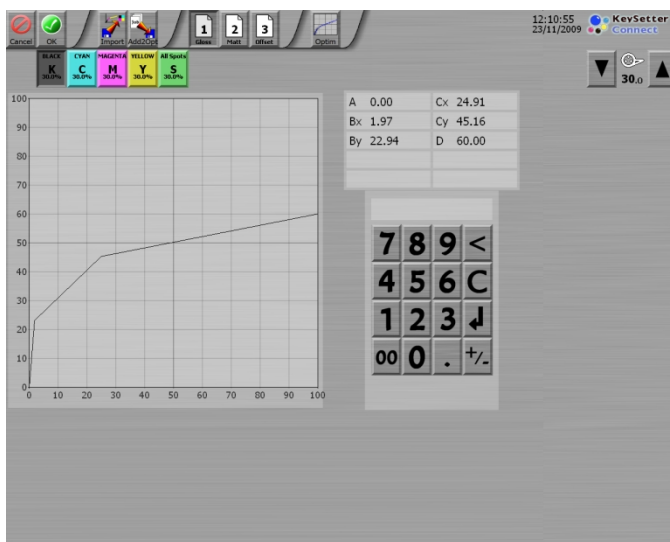 12:10:55
23/11/2009
KeySetter
Connect
Cancel
OK
Import
Add2Opt
1
Gloss
2
Matt
3
Offset
Optim
BLACK
K
30.0%
CYAN
C
30.0%
MAGENTA
M
30.0%
YELLOW
Y
30.0%
All Spots
S
30.0%
30.0
A 0.00 Cx 24.91
Bx 1.97 Cy 45.16
By 22.94 D 60.00
100
90
80
70
60
50
40
30
20
10
0
0 10 20 30 40 50 60 70 80 90 100
7 8 9 <
4 5 6 C
1 2 3 ↲
00 0 . +/-